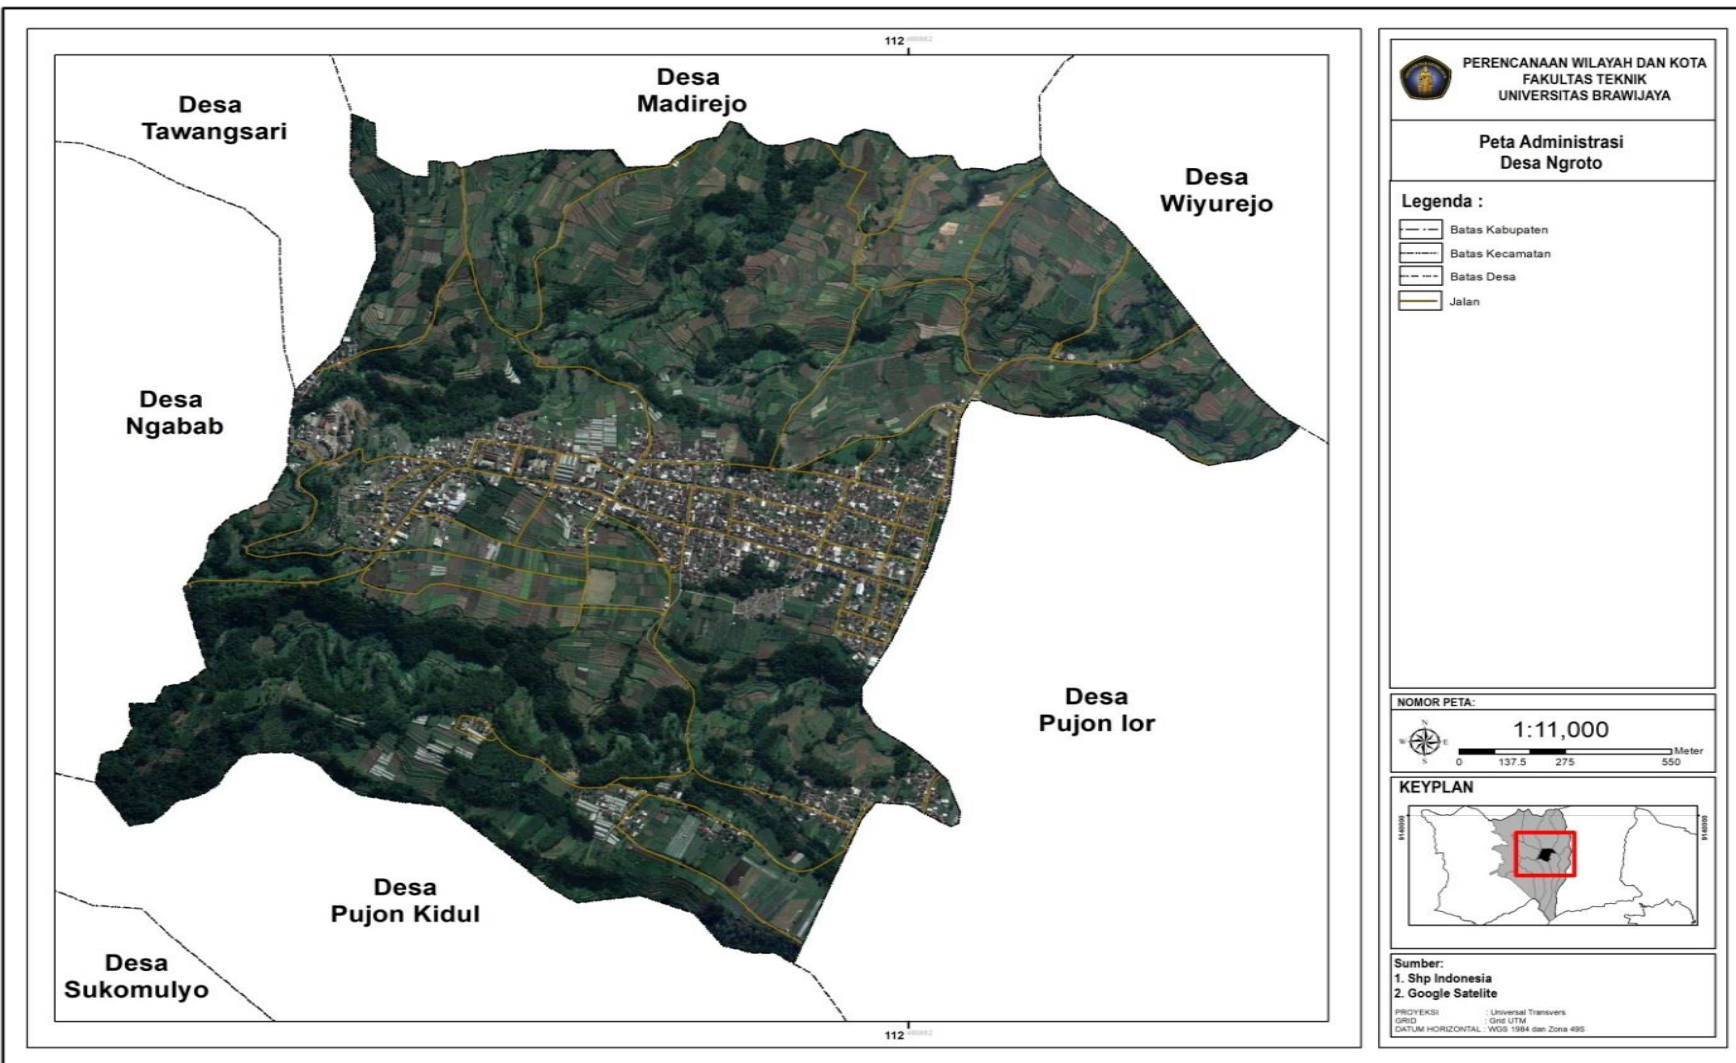 112
Desa
Tawangsari
Desa
Madirejo
Desa
Wiyurejo
Desa
Ngabab
Desa
Pujon lor
Desa
Pujon Kidul
Desa
Sukomulyo
112
PERENCANAAN WILAYAH DAN KOTA
FAKULTAS TEKNIK
UNIVERSITAS BRAWIJAYA
Peta Administrasi
Desa Ngroto
Legenda :
Batas Kabupaten
Batas Kecamatan
Batas Desa
Jalan
NOMOR PETA:
N
W E
S
1:11,000
Meter
0 137.5 275 550
KEYPLAN
9140000 9140000
Sumber:
1. Shp Indonesia
2. Google Satelite
PROYEKSI : Universal Transvers
GRID : Grid UTM
DATUM HORIZONTAL : WGS 1984 dan Zona 49S